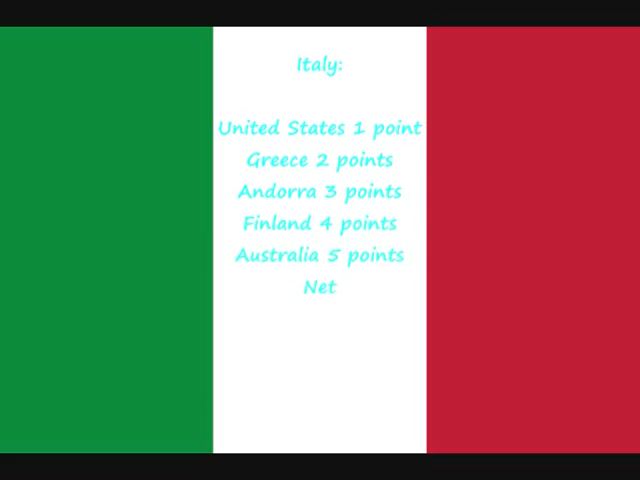 Italy:
United States 1 point
Greece 2 points
Andorra 3 points
Finland 4 points
Australia 5 points
Net